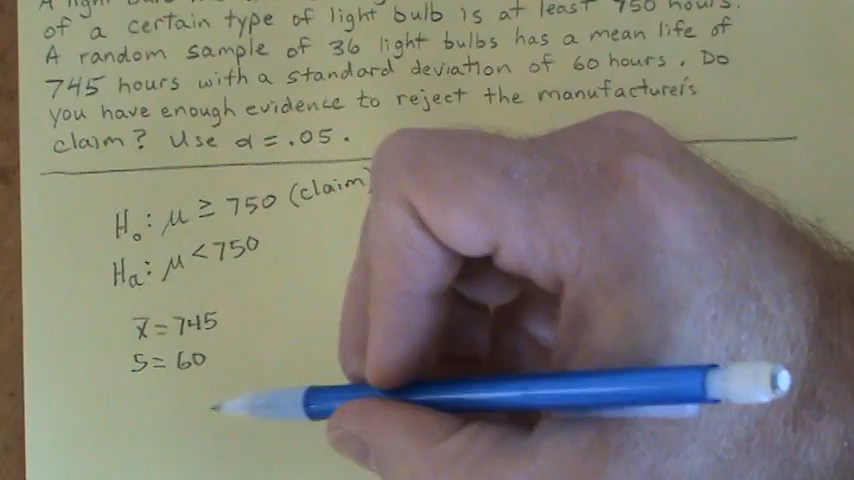 A light bulb
of a certain type of light bulb is at least 750 hours.
A random sample of 36 light bulbs has a mean life of
745 hours with a standard deviation of 60 hours. Do
you have enough evidence to reject the manufacturer's
claim? Use α = .05.
H₀: μ ≥ 750 (claim)
Hₐ: μ < 750
x̄ = 745
S = 60